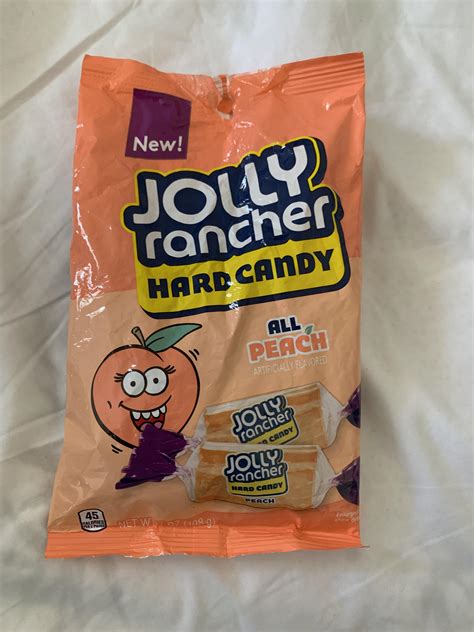 New!
JOLLY
rancher
HARD CANDY
ALL
PEACH
ARTIFICIALLY FLAVORED
JOLLY
rancher
HARD CANDY
JOLLY
rancher
HARD CANDY
PEACH
45
CALORIES
NET W